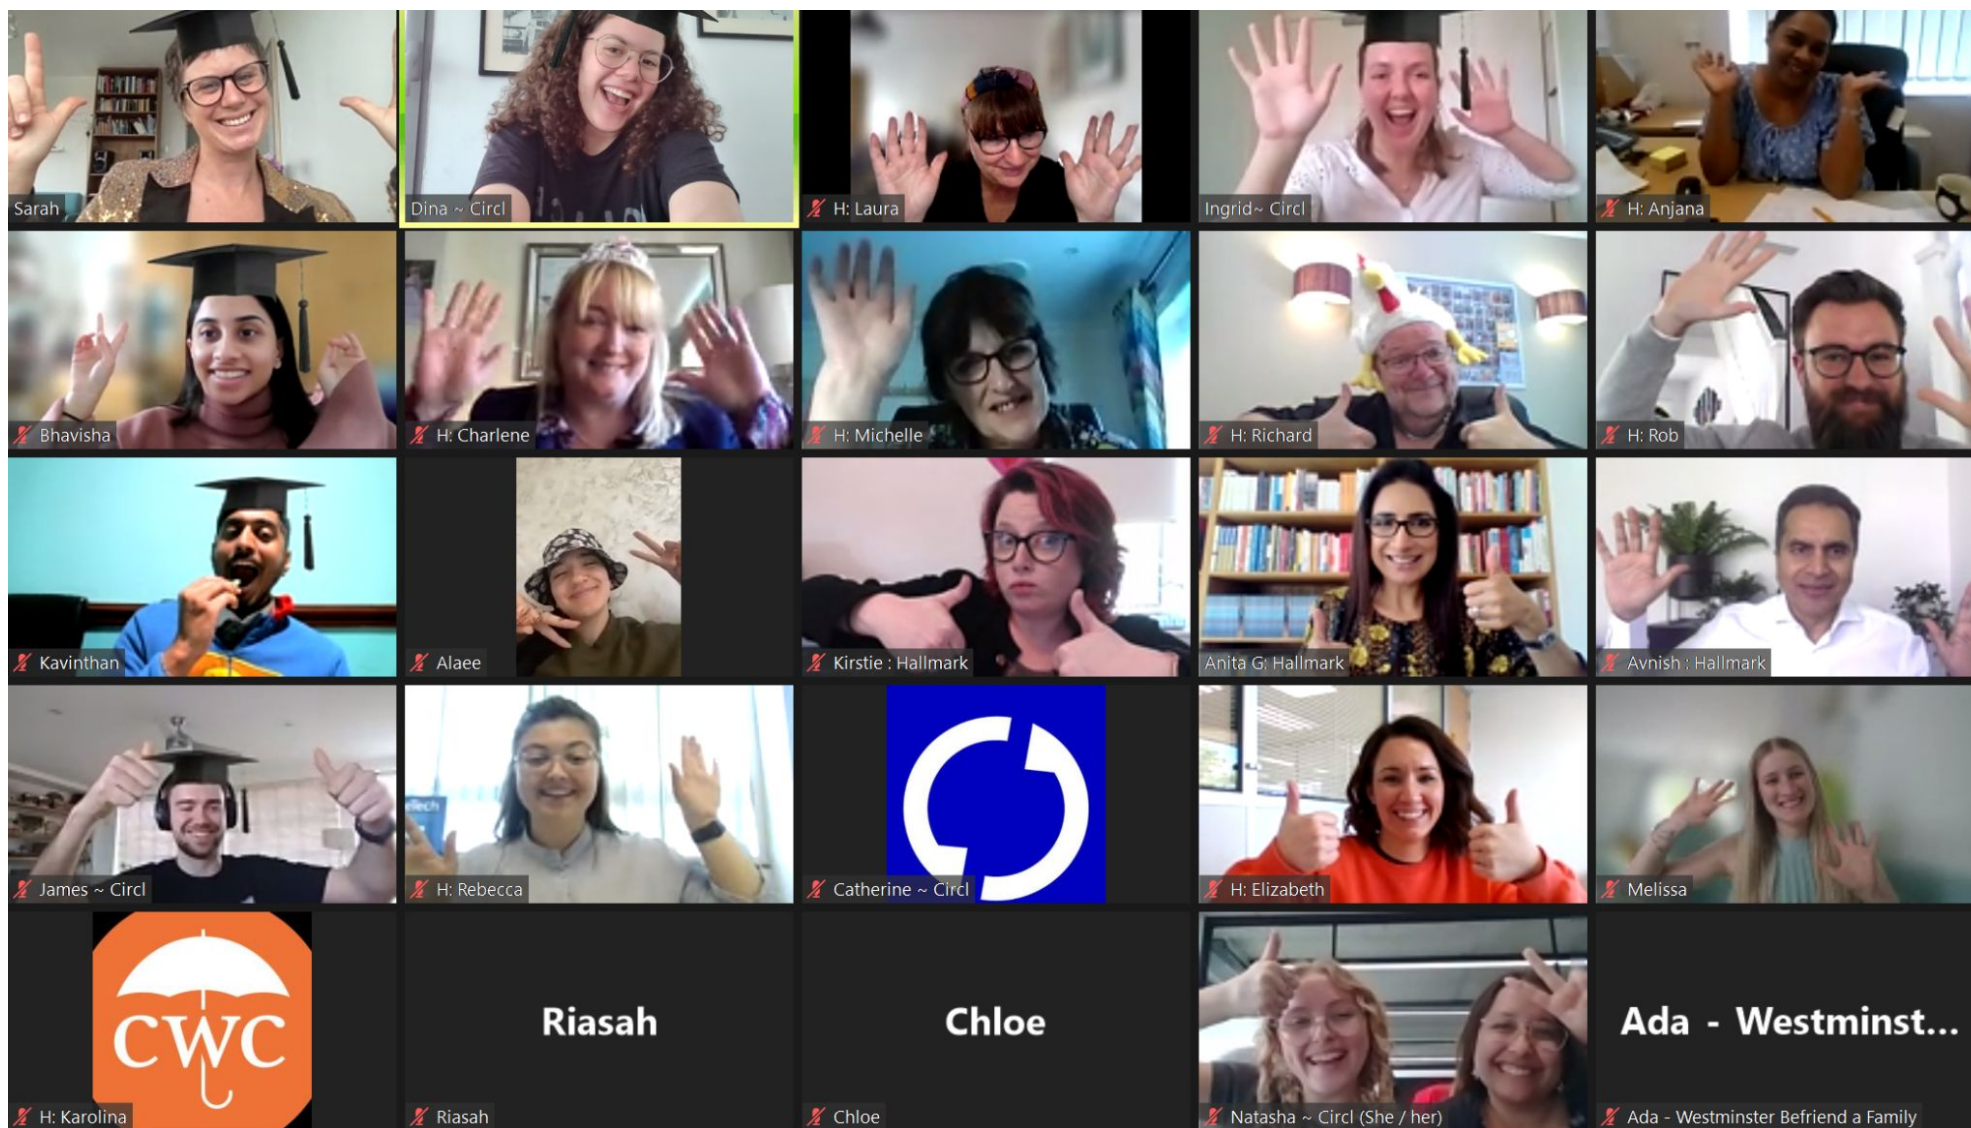 Sarah
Dina ~ Circl
H: Laura
Ingrid~ Circl
H: Anjana
Bhavisha
H: Charlene
H: Michelle
H: Richard
H: Rob
Kavinthan
Alaee
Kirstie : Hallmark
Anita G: Hallmark
Avnish : Hallmark
James ~ Circl
H: Rebecca
Catherine ~ Circl
H: Elizabeth
Melissa
CWC
H: Karolina
Riasah
Riasah
Chloe
Chloe
Natasha ~ Circl (She / her)
Ada - Westminst...
Ada - Westminster Befriend a Family